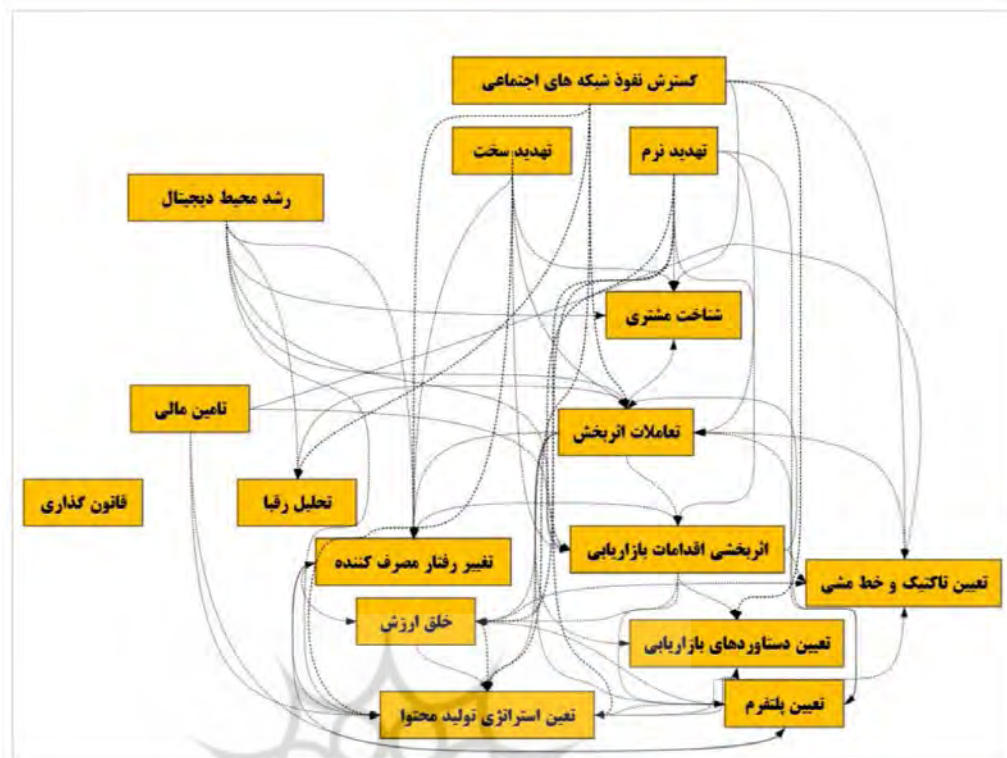 گسترش نفوذ شبکه های اجتماعی
تهدید نرم
تهدید سخت
رشد محیط دیجیتال
شناخت مشتری
تامین مالی
تعاملات اثربخش
تحلیل رقبا
قانون گذاری
اثربخشی اقدامات بازاریابی
تغییر رفتار مصرف کننده
تعیین تاکتیک و خط مشی
خلق ارزش
تعیین دستاوردهای بازاریابی
تعیین پلتفرم
تعین استراتژی تولید محتوا